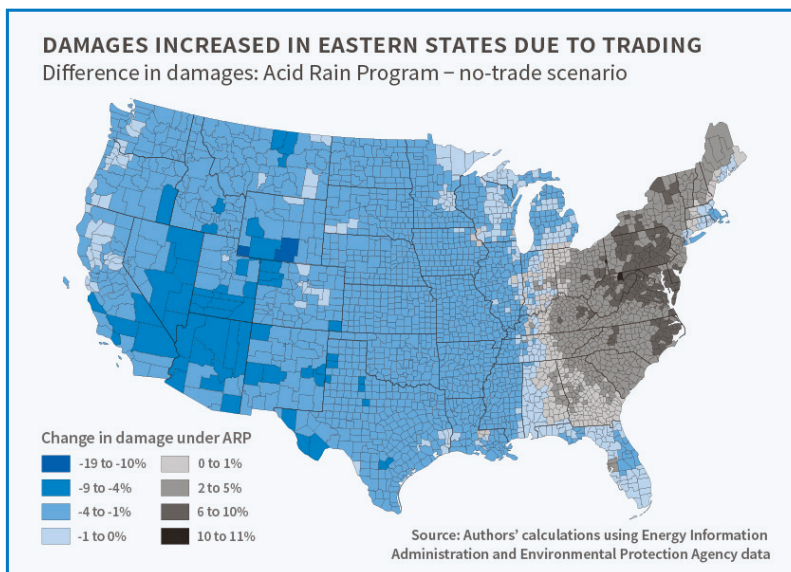 DAMAGES INCREASED IN EASTERN STATES DUE TO TRADING
Difference in damages: Acid Rain Program – no-trade scenario
Change in damage under ARP
-19 to -10%
-9 to -4%
-4 to -1%
-1 to 0%
0 to 1%
2 to 5%
6 to 10%
10 to 11%
Source: Authors’ calculations using Energy Information
Administration and Environmental Protection Agency data